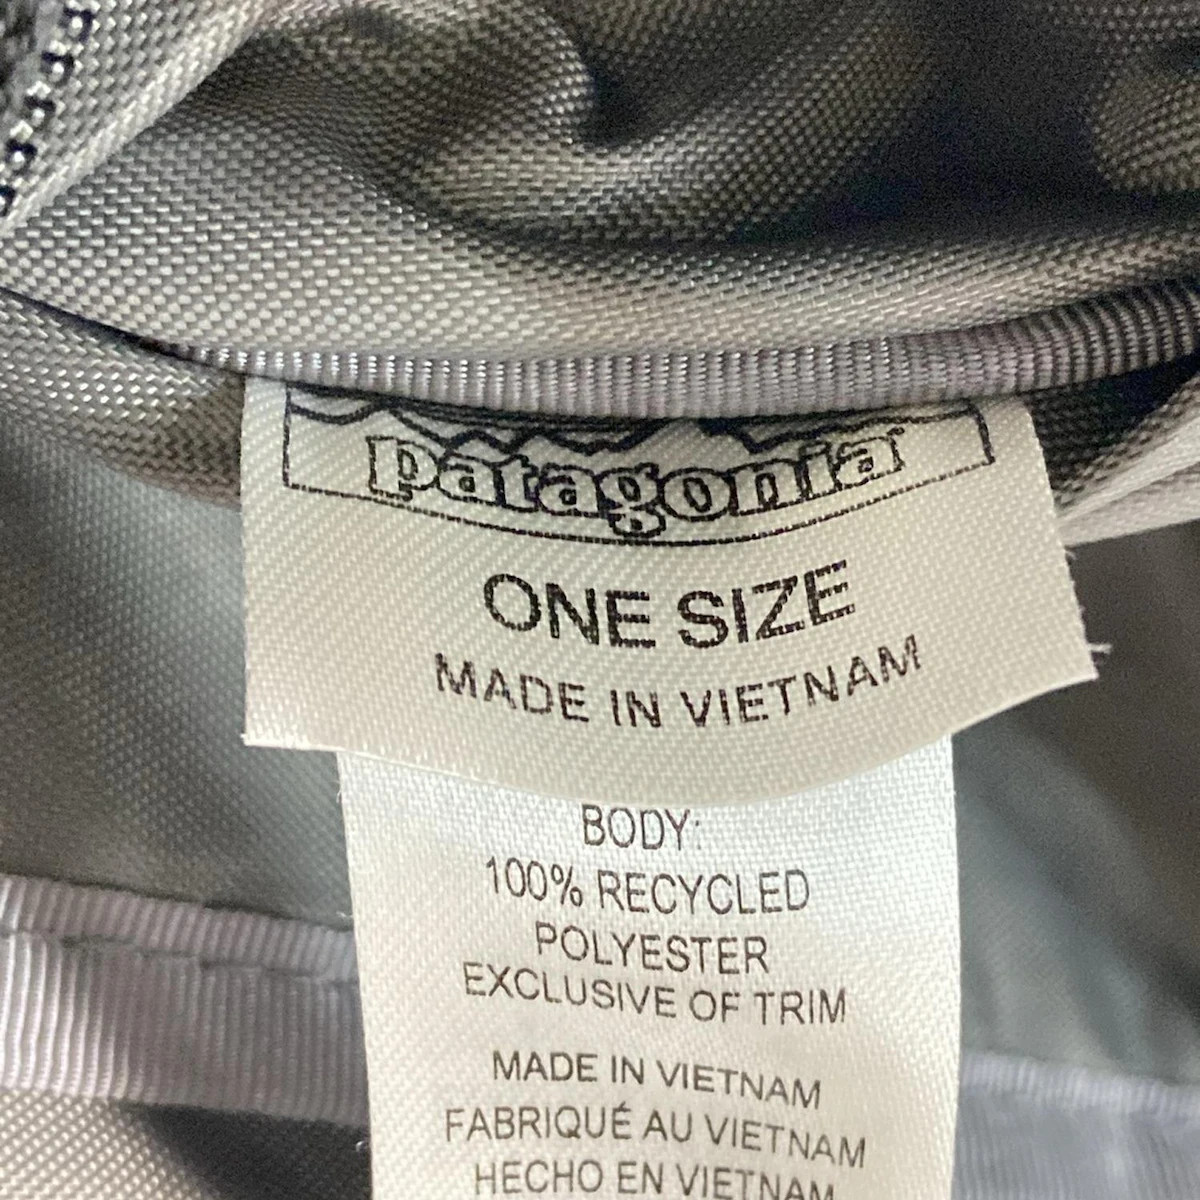 patagonia
ONE SIZE
MADE IN VIETNAM
BODY:
100% RECYCLED
POLYESTER
EXCLUSIVE OF TRIM
MADE IN VIETNAM
FABRIQUÉ AU VIETNAM
HECHO EN VIETNAM